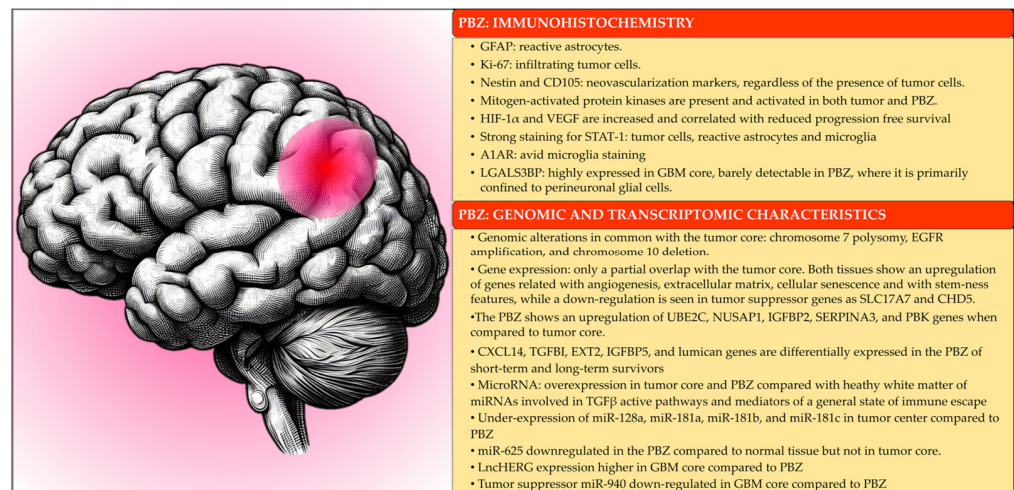 PBZ: IMMUNOHISTOCHEMISTRY
• GFAP: reactive astrocytes.
• Ki-67: infiltrating tumor cells.
• Nestin and CD105: neovascularization markers, regardless of the presence of tumor cells.
• Mitogen-activated protein kinases are present and activated in both tumor and PBZ.
• HIF-1α and VEGF are increased and correlated with reduced progression free survival
• Strong staining for STAT-1: tumor cells, reactive astrocytes and microglia
• A1AR: avid microglia staining
• LGALS3BP: highly expressed in GBM core, barely detectable in PBZ, where it is primarily
confined to perineuronal glial cells.
PBZ: GENOMIC AND TRANSCRIPTOMIC CHARACTERISTICS
• Genomic alterations in common with the tumor core: chromosome 7 polysomy, EGFR
amplification, and chromosome 10 deletion.
• Gene expression: only a partial overlap with the tumor core. Both tissues show an upregulation
of genes related with angiogenesis, extracellular matrix, cellular senescence and with stem-ness
features, while a down-regulation is seen in tumor suppressor genes as SLC17A7 and CHD5.
•The PBZ shows an upregulation of UBE2C, NUSAP1, IGFBP2, SERPINA3, and PBK genes when
compared to tumor core.
• CXCL14, TGFBI, EXT2, IGFBP5, and lumican genes are differentially expressed in the PBZ of
short-term and long-term survivors
• MicroRNA: overexpression in tumor core and PBZ compared with heathy white matter of
miRNAs involved in TGFβ active pathways and mediators of a general state of immune escape
• Under-expression of miR-128a, miR-181a, miR-181b, and miR-181c in tumor center compared to
PBZ
• miR-625 downregulated in the PBZ compared to normal tissue but not in tumor core.
• LncHERG expression higher in GBM core compared to PBZ
• Tumor suppressor miR-940 down-regulated in GBM core compared to PBZ